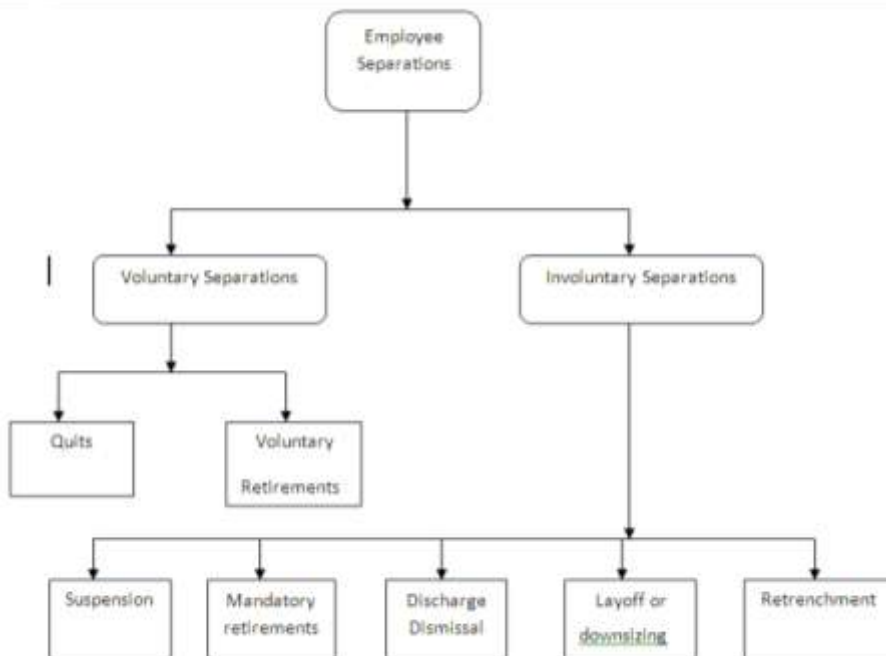 Employee
Separations
Voluntary Separations
Involuntary Separations
Quits
Voluntary
Retirements
Suspension
Mandatory
retirements
Discharge
Dismissal
Layoff or
downsizing
Retrenchment